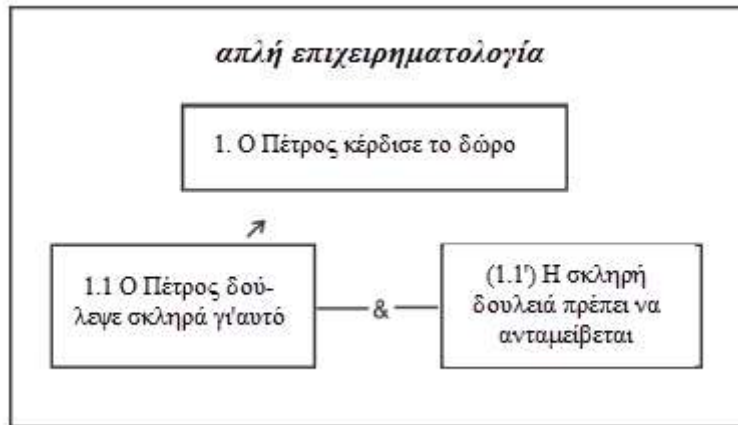 απλή επιχειρηματολογία
1. Ο Πέτρος κέρδισε το δώρο
1.1 Ο Πέτρος δού-
λεψε σκληρά γι'αυτό
&
(1.1') Η σκληρή
δουλειά πρέπει να
ανταμείβεται